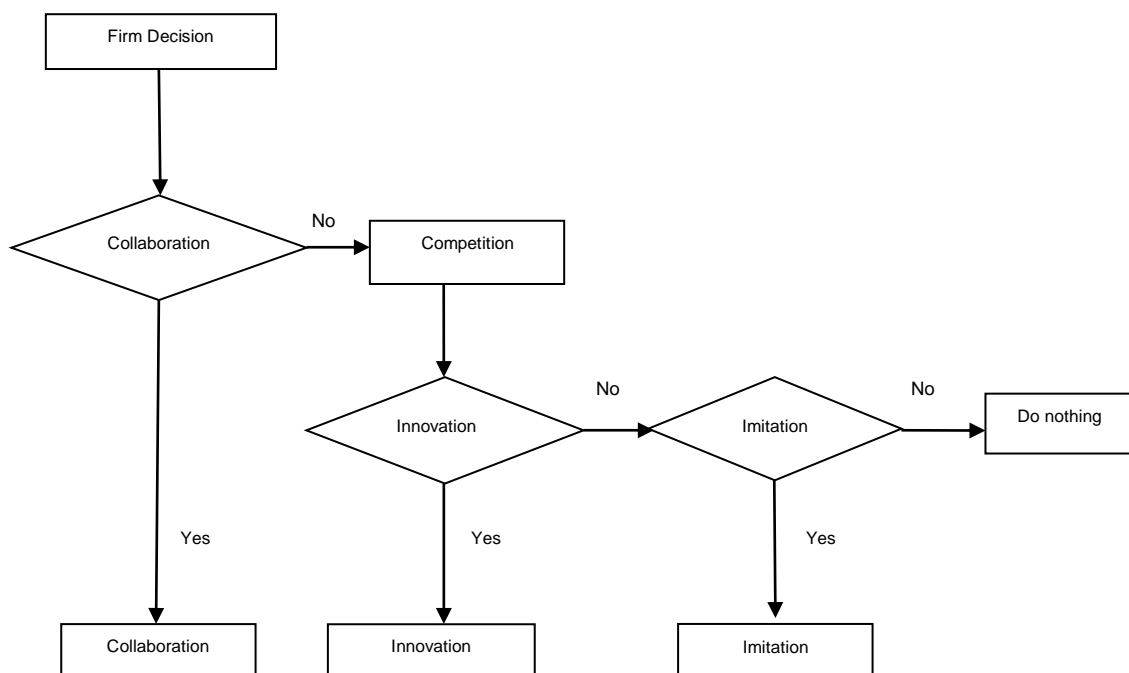 Firm Decision
No
Collaboration
Competition
No
No
Innovation
Imitation
Do nothing
Yes
Yes
Yes
Collaboration
Innovation
Imitation